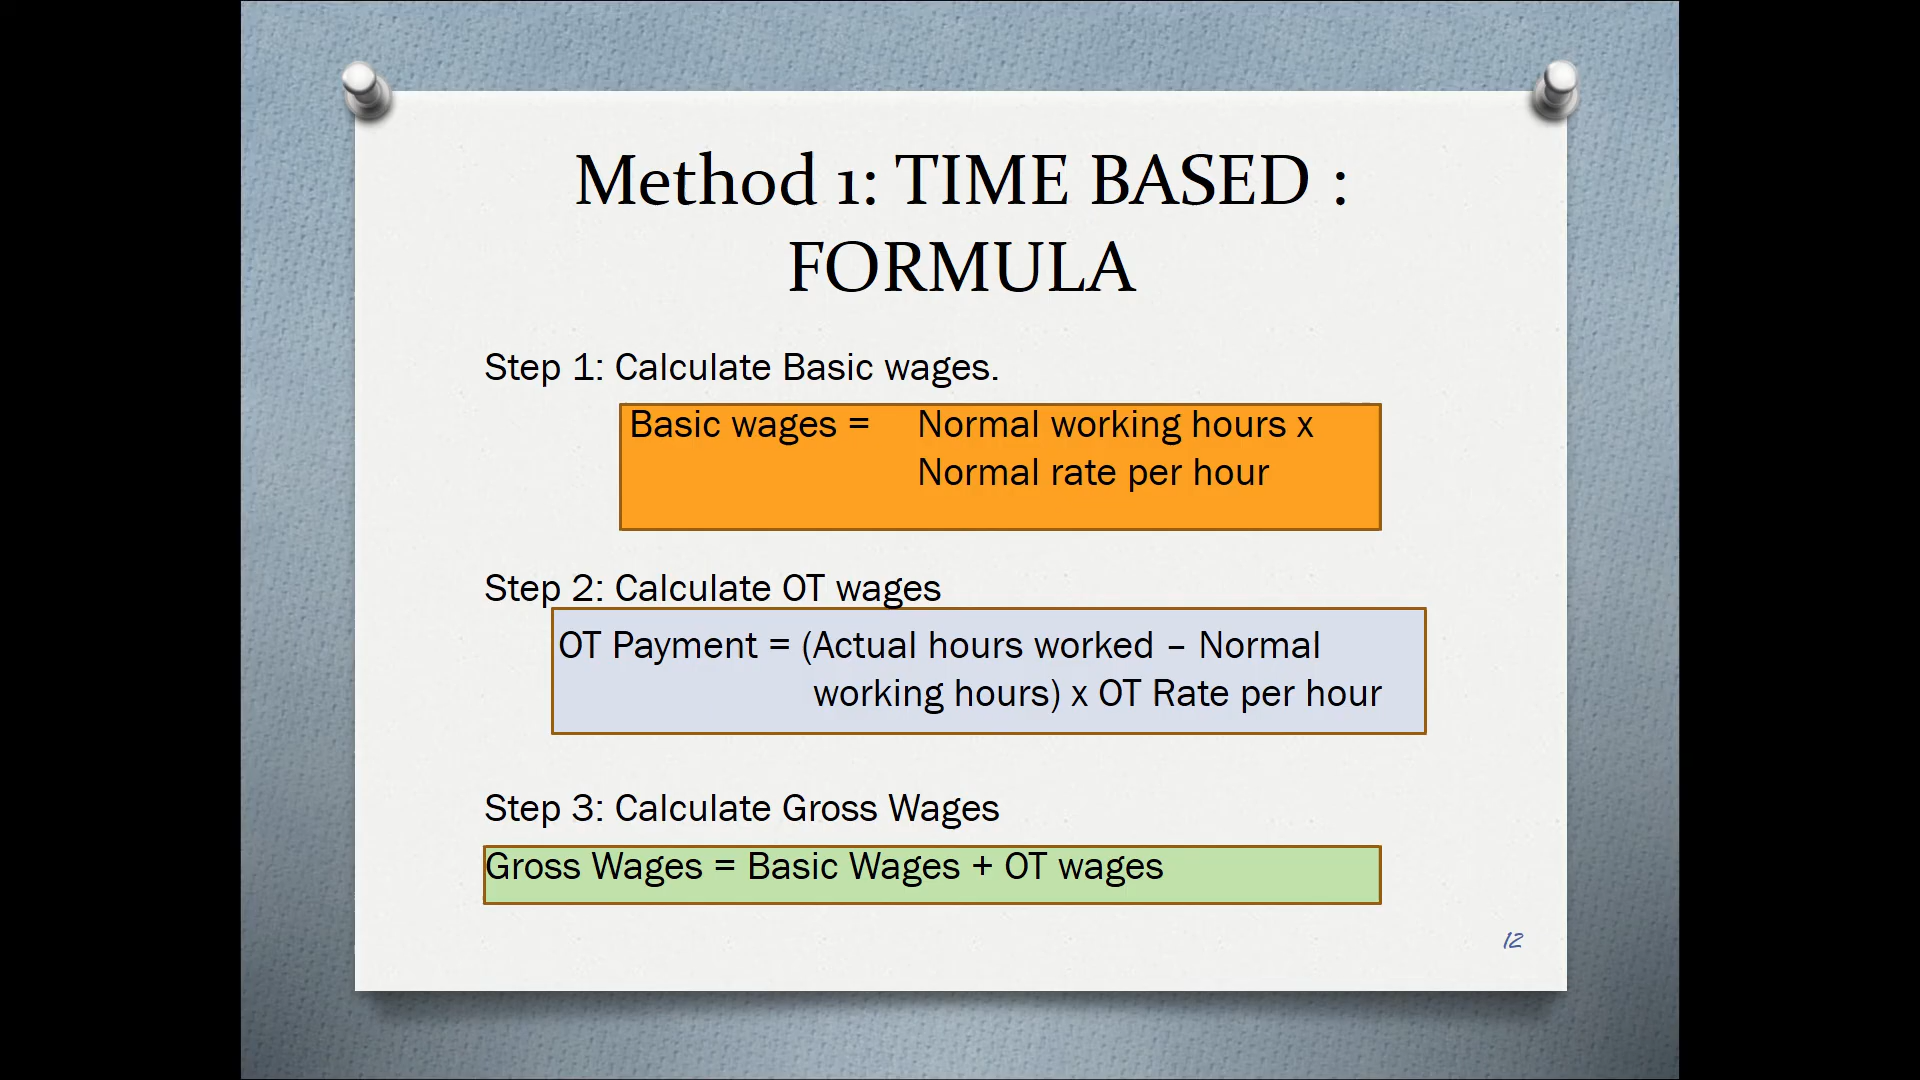 Method 1: TIME BASED :
FORMULA
Step 1: Calculate Basic wages.
Basic wages = Normal working hours x
Normal rate per hour
Step 2: Calculate OT wages
OT Payment = (Actual hours worked – Normal
working hours) x OT Rate per hour
Step 3: Calculate Gross Wages
Gross Wages = Basic Wages + OT wages
12